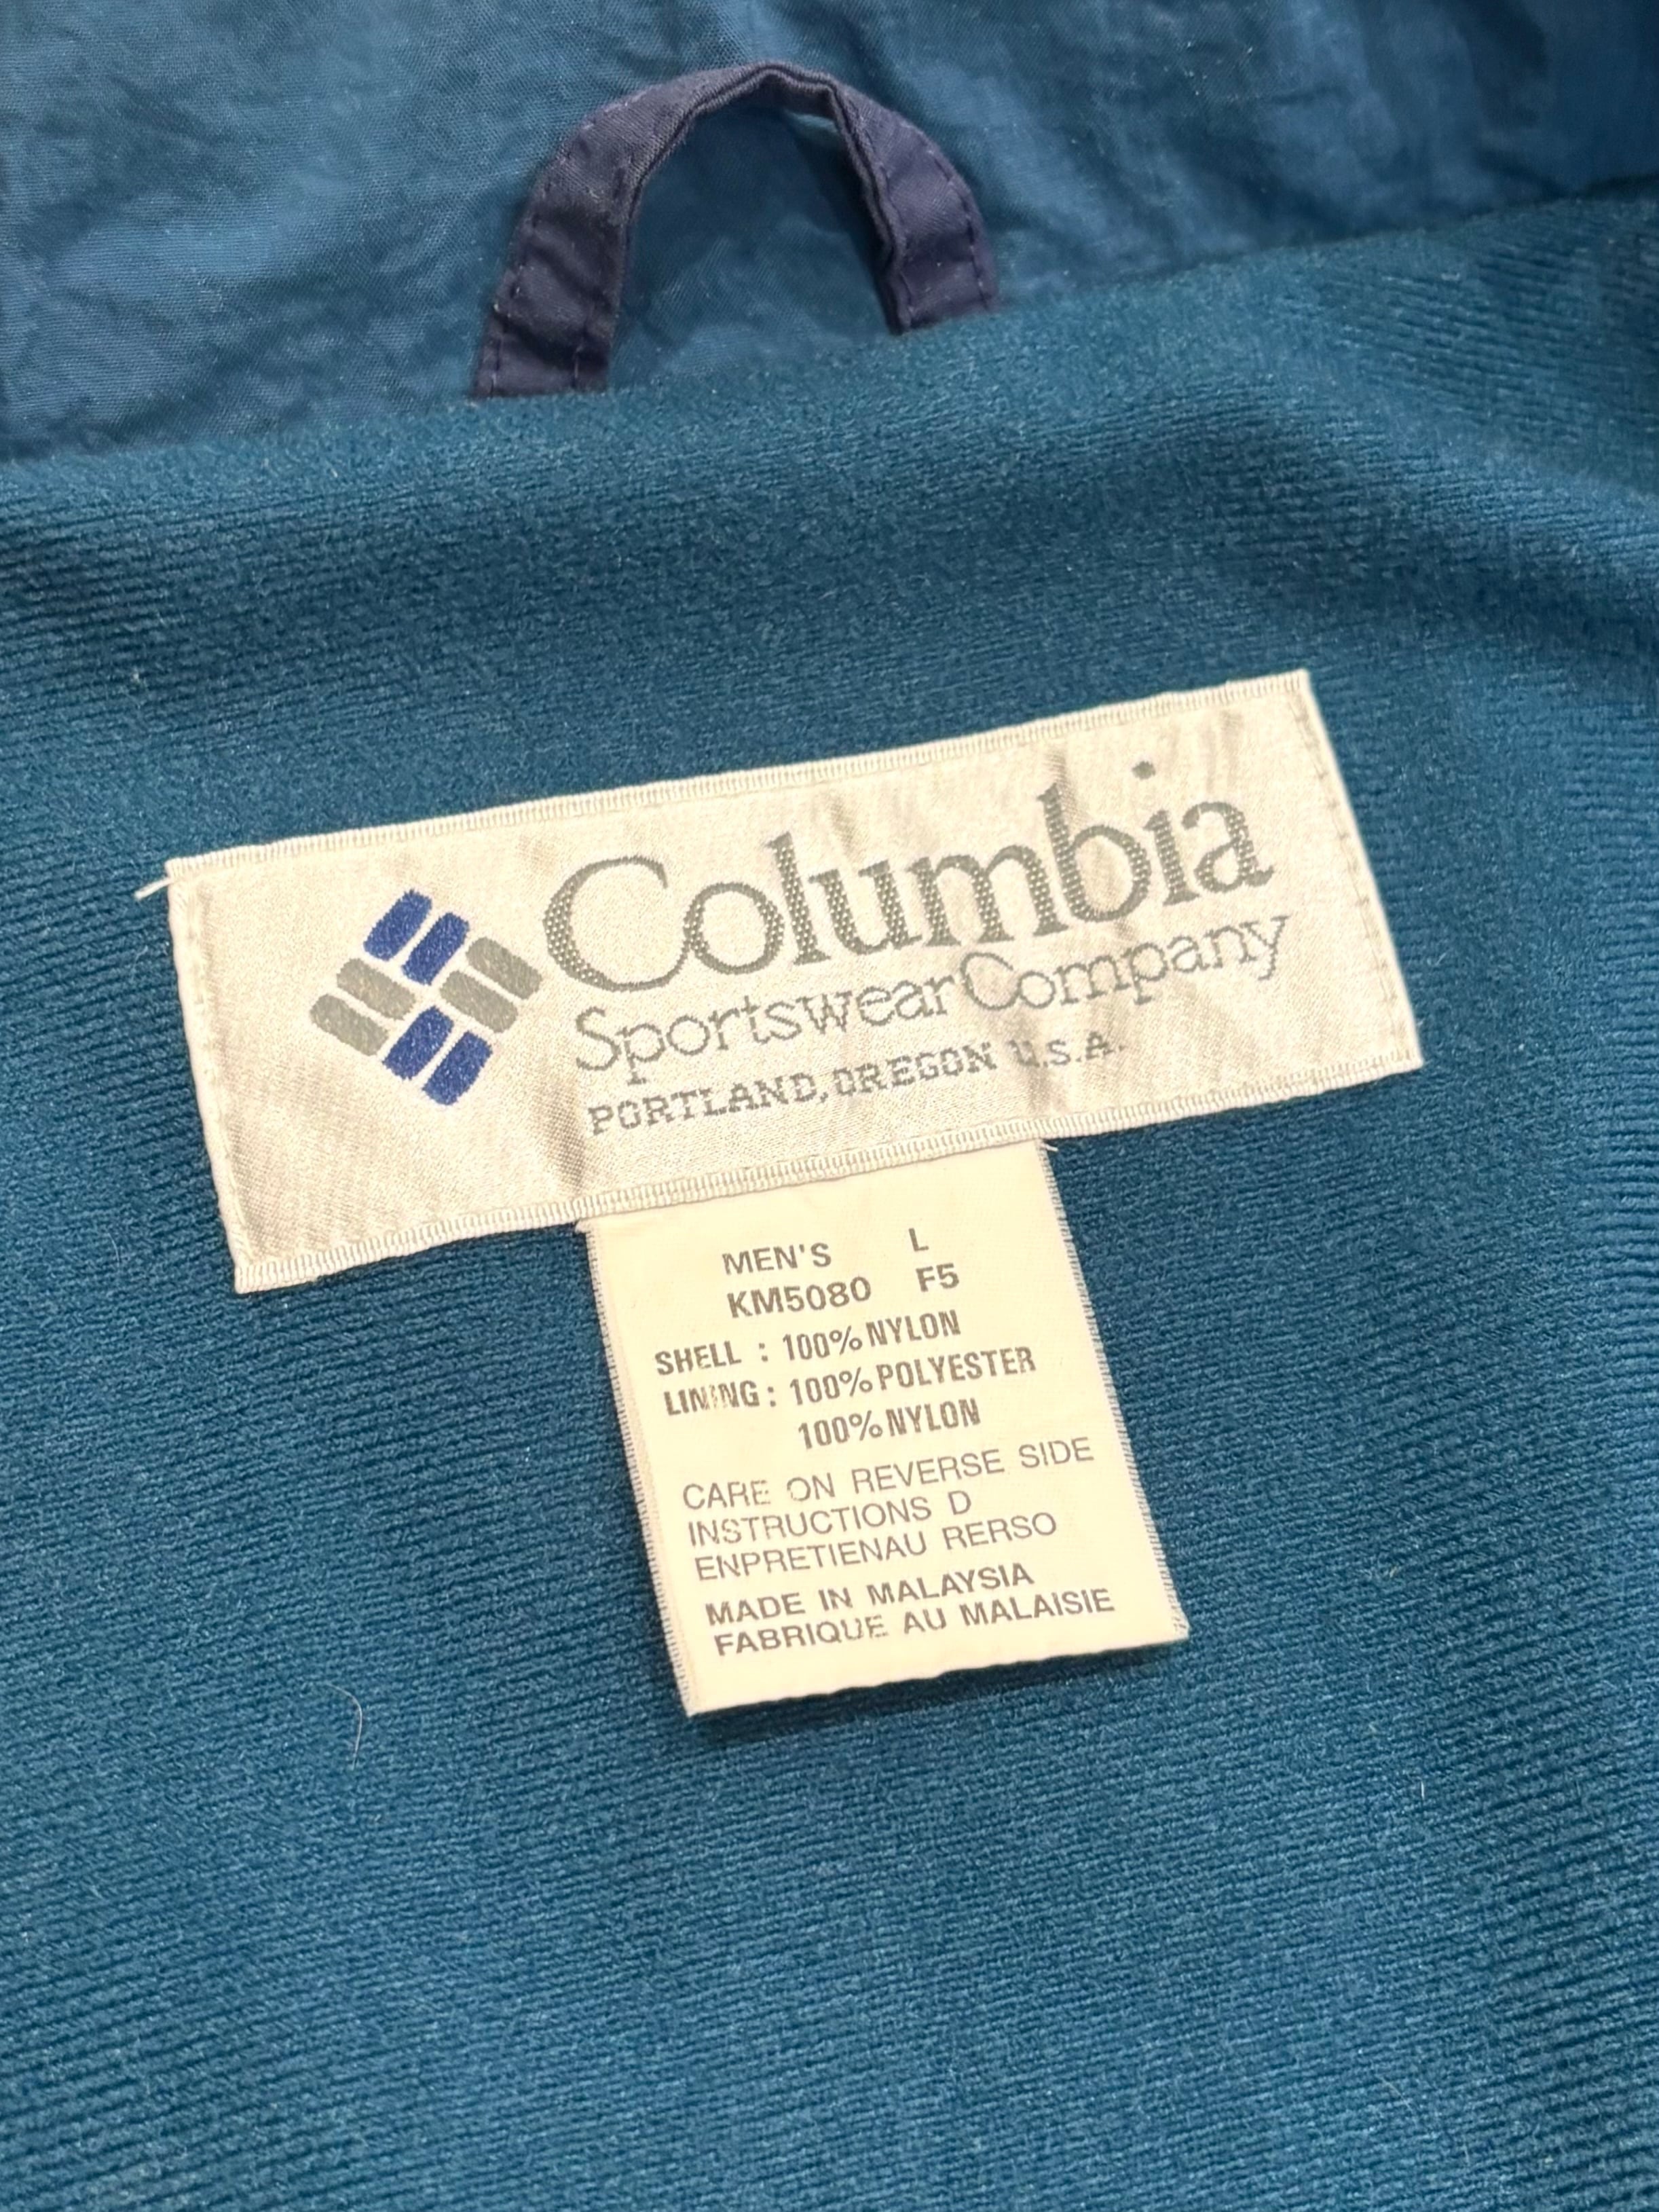 Columbia
Sportswear Company
PORTLAND, OREGON U.S.A.
MEN'S L
KM5080 F5
SHELL : 100% NYLON
LINING : 100% POLYESTER
100% NYLON
CARE ON REVERSE SIDE
INSTRUCTIONS D
ENPRETIENAU RERSO
MADE IN MALAYSIA
FABRIQUE AU MALAISIE